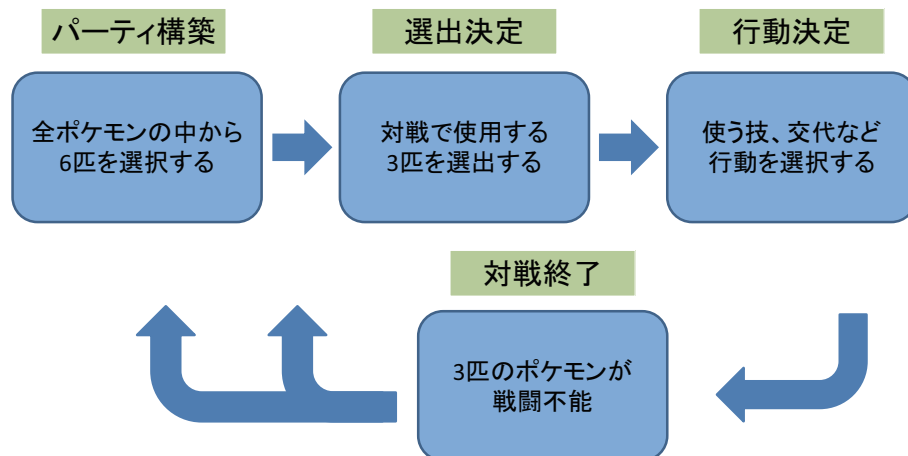 パーティ構築
選出決定
行動決定
全ポケモンの中から
6匹を選択する
対戦で使用する
3匹を選出する
使う技、交代など
行動を選択する
対戦終了
3匹のポケモンが
戦闘不能